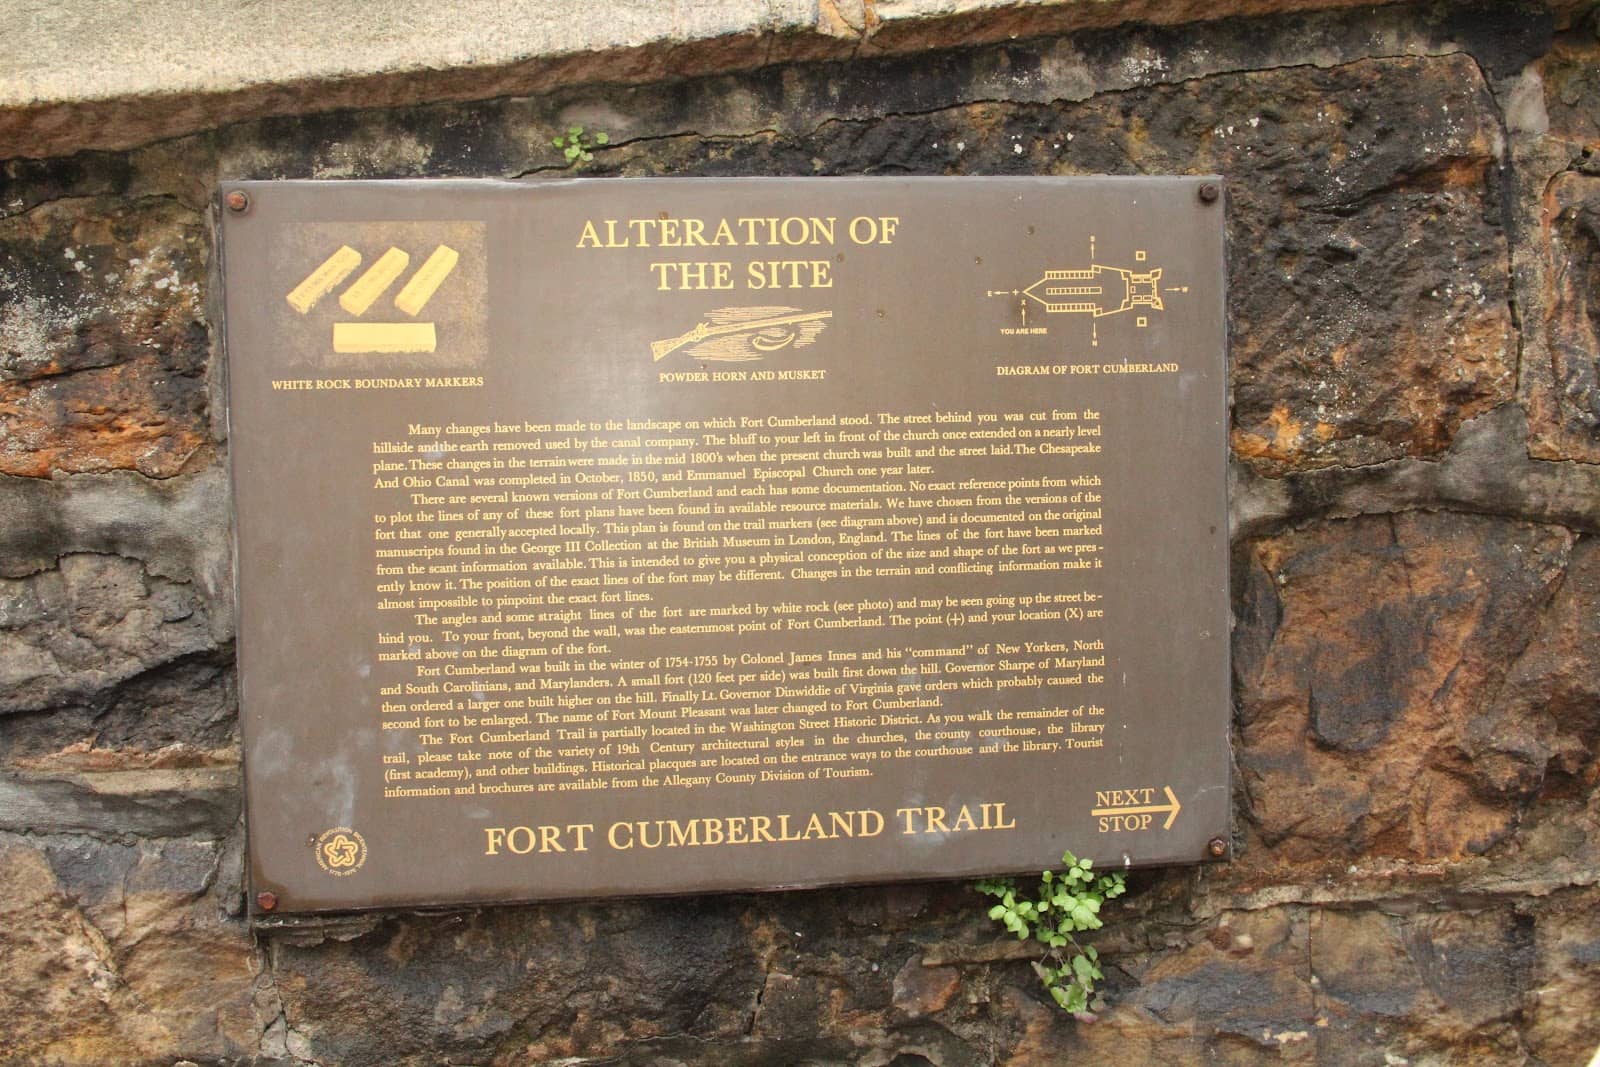 ALTERATION OF
THE SITE
WHITE ROCK BOUNDARY MARKERS
POWDER HORN AND MUSKET
S
E
W
X
YOU ARE HERE
N
DIAGRAM OF FORT CUMBERLAND
Many changes have been made to the landscape on which Fort Cumberland stood. The street behind you was cut from the
hillside and the earth removed used by the canal company. The bluff to your left in front of the church once extended on a nearly level
plane. These changes in the terrain were made in the mid 1800's when the present church was built and the street laid. The Chesapeake
And Ohio Canal was completed in October, 1850, and Emmanuel Episcopal Church one year later.
There are several known versions of Fort Cumberland and each has some documentation. No exact reference points from which
to plot the lines of any of these fort plans have been found in available resource materials. We have chosen from the versions of the
fort that one generally accepted locally. This plan is found on the trail markers (see diagram above) and is documented on the original
manuscripts found in the George III Collection at the British Museum in London, England. The lines of the fort have been marked
from the scant information available. This is intended to give you a physical conception of the size and shape of the fort as we pres-
ently know it. The position of the exact lines of the fort may be different. Changes in the terrain and conflicting information make it
almost impossible to pinpoint the exact fort lines.
The angles and some straight lines of the fort are marked by white rock (see photo) and may be seen going up the street be-
hind you. To your front, beyond the wall, was the easternmost point of Fort Cumberland. The point (+) and your location (X) are
marked above on the diagram of the fort.
Fort Cumberland was built in the winter of 1754-1755 by Colonel James Innes and his "command" of New Yorkers, North
and South Carolinians, and Marylanders. A small fort (120 feet per side) was built first down the hill. Governor Sharpe of Maryland
then ordered a larger one built higher on the hill. Finally Lt. Governor Dinwiddie of Virginia gave orders which probably caused the
second fort to be enlarged. The name of Fort Mount Pleasant was later changed to Fort Cumberland.
The Fort Cumberland Trail is partially located in the Washington Street Historic District. As you walk the remainder of the
trail, please take note of the variety of 19th Century architectural styles in the churches, the county courthouse, the library
(first academy), and other buildings. Historical placques are located on the entrance ways to the courthouse and the library. Tourist
information and brochures are available from the Allegany County Division of Tourism.
AMERICAN REVOLUTION BICENTENNIAL 1776-1976
FORT CUMBERLAND TRAIL
NEXT
STOP